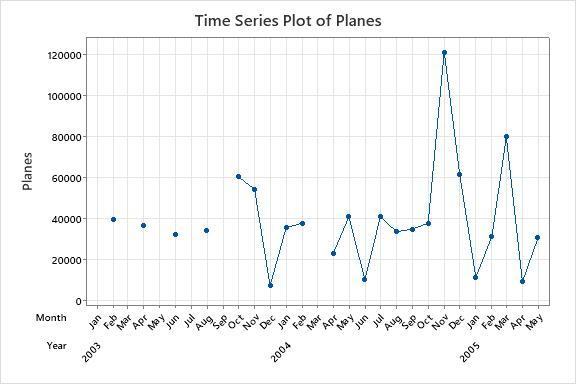 Time Series Plot of Planes
120000
100000
80000
60000
40000
20000
0
Planes
Month Jan Feb Mar Apr May Jun Jul Aug Sep Oct Nov Dec Jan Feb Mar Apr May Jun Jul Aug Sep Oct Nov Dec Jan Feb Mar Apr May
Year 2003 2004 2005